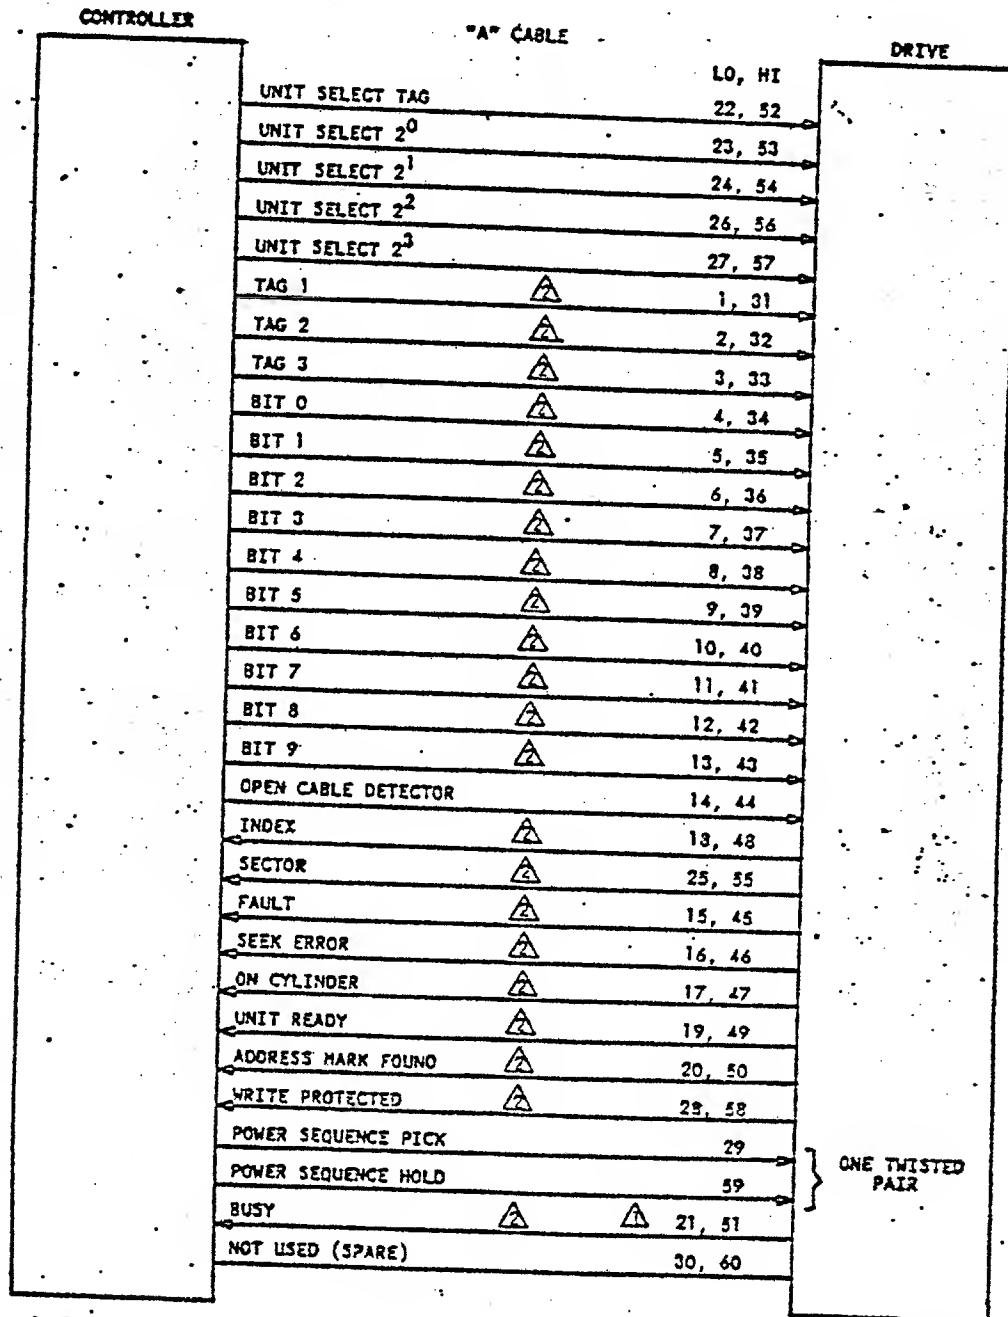 CONTROLLER
"A" CABLE
DRIVE
LO, HI
UNIT SELECT TAG 22, 52
UNIT SELECT 2⁰ 23, 53
UNIT SELECT 2¹ 24, 54
UNIT SELECT 2² 26, 56
UNIT SELECT 2³ 27, 57
TAG 1 2 1, 31
TAG 2 2 2, 32
TAG 3 2 3, 33
BIT 0 2 4, 34
BIT 1 2 5, 35
BIT 2 2 6, 36
BIT 3 2 7, 37
BIT 4 2 8, 38
BIT 5 2 9, 39
BIT 6 2 10, 40
BIT 7 2 11, 41
BIT 8 2 12, 42
BIT 9 2 13, 43
OPEN CABLE DETECTOR 14, 44
INDEX 2 18, 48
SECTOR 2 25, 55
FAULT 2 15, 45
SEEK ERROR 2 16, 46
ON CYLINDER 2 17, 47
UNIT READY 2 19, 49
ADDRESS MARK FOUND 2 20, 50
WRITE PROTECTED 2 28, 58
POWER SEQUENCE PICK 29
POWER SEQUENCE HOLD 59
ONE TWISTED
PAIR
BUSY 2 1 21, 51
NOT USED (SPARE) 30, 60